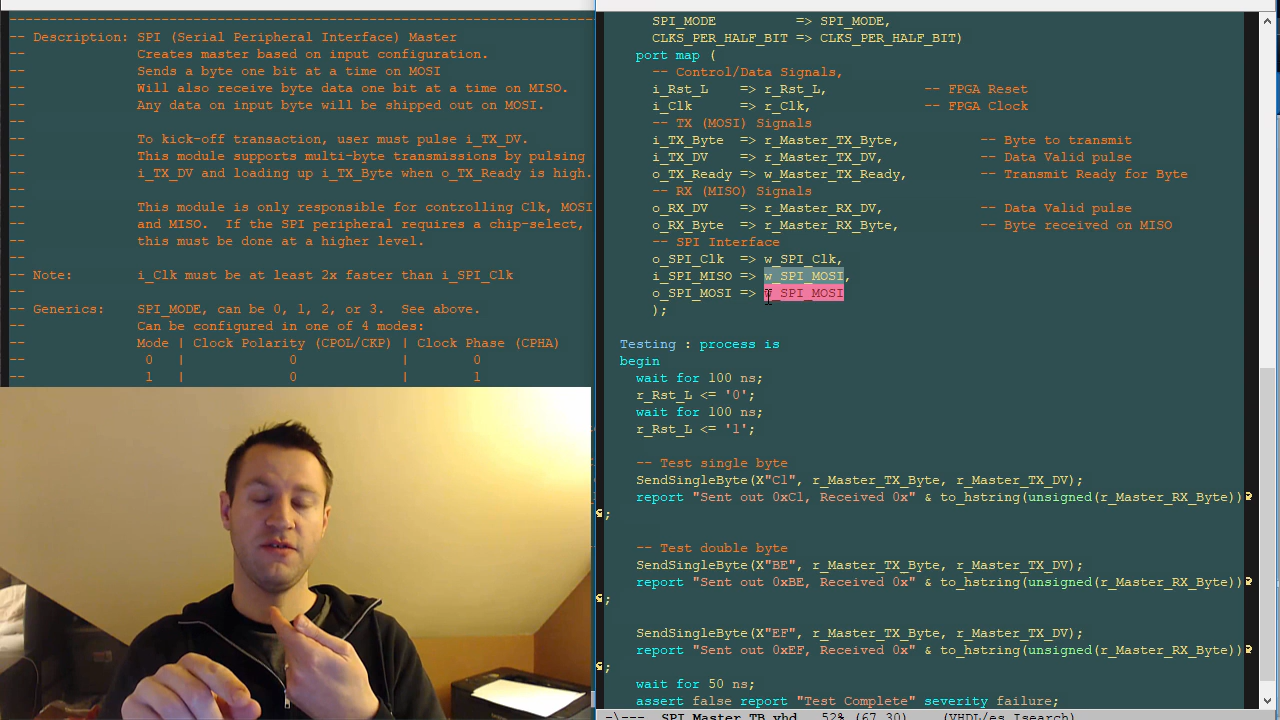 -- Description: SPI (Serial Peripheral Interface) Master
-- Creates master based on input configuration.
-- Sends a byte one bit at a time on MOSI
-- Will also receive byte data one bit at a time on MISO.
-- Any data on input byte will be shipped out on MOSI.
--
-- To kick-off transaction, user must pulse i_TX_DV.
-- This module supports multi-byte transmissions by pulsing
-- i_TX_DV and loading up i_TX_Byte when o_TX_Ready is high.
--
-- This module is only responsible for controlling Clk, MOSI
-- and MISO. If the SPI peripheral requires a chip-select,
-- this must be done at a higher level.
--
-- Note: i_Clk must be at least 2x faster than i_SPI_Clk
--
-- Generics: SPI_MODE, can be 0, 1, 2, or 3. See above.
-- Can be configured in one of 4 modes:
-- Mode | Clock Polarity (CPOL/CKP) | Clock Phase (CPHA)
-- 0 | 0 | 0
-- 1 | 0 | 1
SPI_MODE => SPI_MODE,
CLKS_PER_HALF_BIT => CLKS_PER_HALF_BIT)
port map (
-- Control/Data Signals,
i_Rst_L => r_Rst_L, -- FPGA Reset
i_Clk => r_Clk, -- FPGA Clock
-- TX (MOSI) Signals
i_TX_Byte => r_Master_TX_Byte, -- Byte to transmit
i_TX_DV => r_Master_TX_DV, -- Data Valid pulse
o_TX_Ready => w_Master_TX_Ready, -- Transmit Ready for Byte
-- RX (MISO) Signals
o_RX_DV => r_Master_RX_DV, -- Data Valid pulse
o_RX_Byte => r_Master_RX_Byte, -- Byte received on MISO
-- SPI Interface
o_SPI_Clk => w_SPI_Clk,
i_SPI_MISO => w_SPI_MOSI,
o_SPI_MOSI => w_SPI_MOSI
);
Testing : process is
begin
wait for 100 ns;
r_Rst_L <= '0';
wait for 100 ns;
r_Rst_L <= '1';
-- Test single byte
SendSingleByte(X"C1", r_Master_TX_Byte, r_Master_TX_DV);
report "Sent out 0xC1, Received 0x" & to_hstring(unsigned(r_Master_RX_Byte))
;
-- Test double byte
SendSingleByte(X"BE", r_Master_TX_Byte, r_Master_TX_DV);
report "Sent out 0xBE, Received 0x" & to_hstring(unsigned(r_Master_RX_Byte))
;
SendSingleByte(X"EF", r_Master_TX_Byte, r_Master_TX_DV);
report "Sent out 0xEF, Received 0x" & to_hstring(unsigned(r_Master_RX_Byte))
;
wait for 50 ns;
assert false report "Test Complete" severity failure;
-\--- SPI_Master_TB.vhd 52% (67,30) (VHDL/es Isearch)